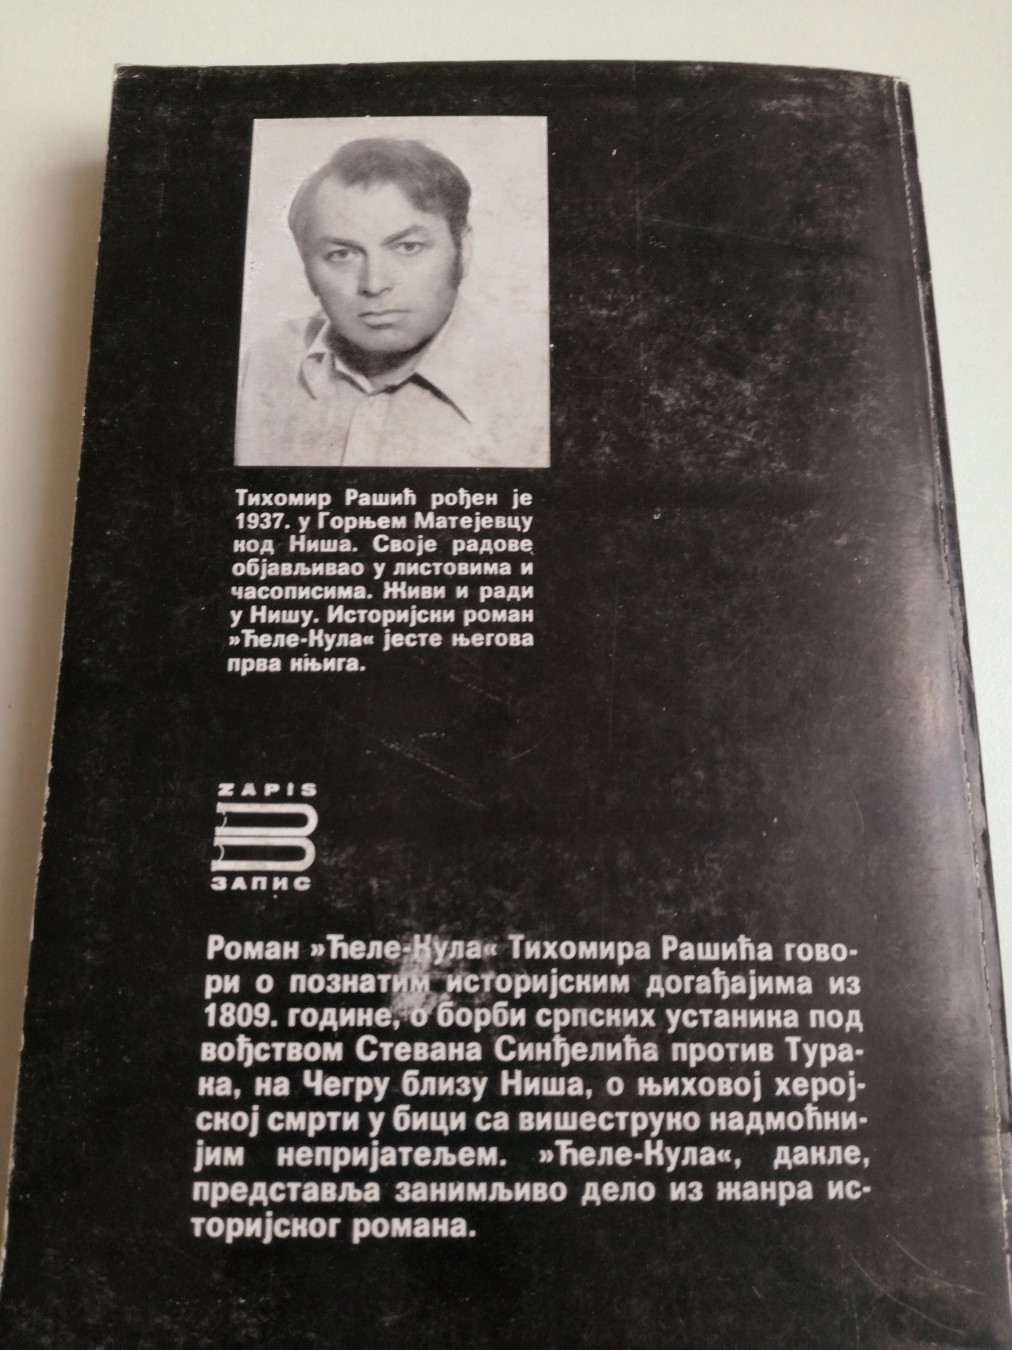 Тихомир Рашић рођен је
1937. у Горњем Матејевцу
код Ниша. Своје радове
објављивао у листовима и
часописима. Живи и ради
у Нишу. Историјски роман
»Ћеле-Кула« јесте његова
прва књига.
ZAPIS
ЗАПИС
Роман »Ћеле-Кула« Тихомира Рашића гово-
ри о познатим историјским догађајима из
1809. године, о борби српских устаника под
вођством Стевана Синђелића против Тура-
ка, на Чегру близу Ниша, о њиховој херој-
ској смрти у бици са вишеструко надмоћни-
јим непријатељем. »Ћеле-Кула«, дакле,
представља занимљиво дело из жанра ис-
торијског романа.